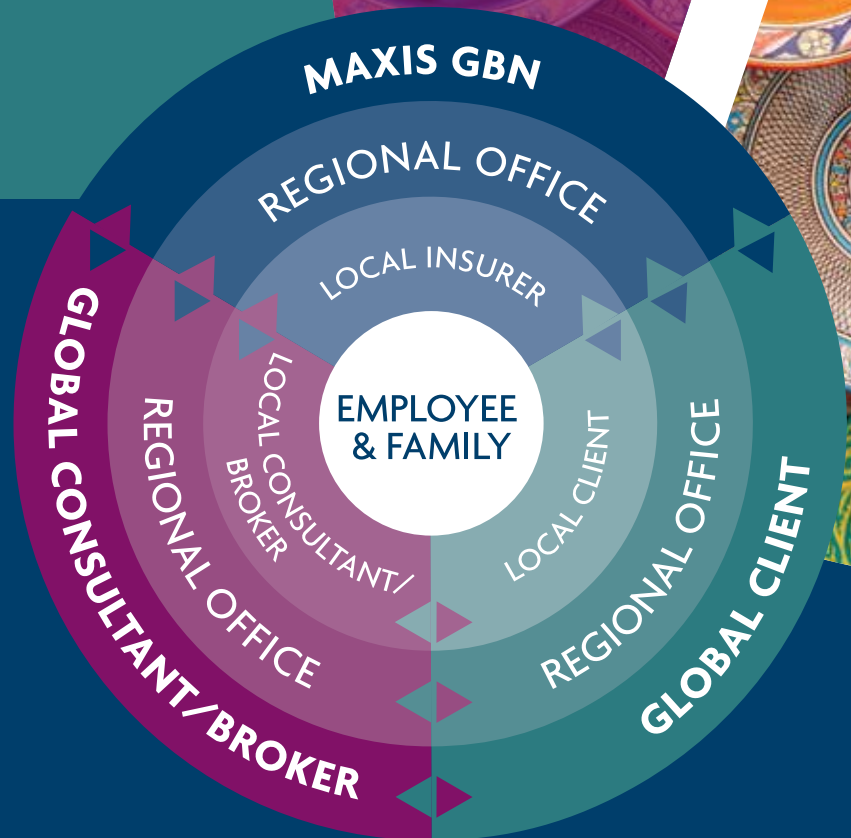 MAXIS GBN
REGIONAL OFFICE
LOCAL INSURER
EMPLOYEE
& FAMILY
GLOBAL CONSULTANT/BROKER
REGIONAL OFFICE
LOCAL CONSULTANT/
BROKER
LOCAL CLIENT
REGIONAL OFFICE
GLOBAL CLIENT